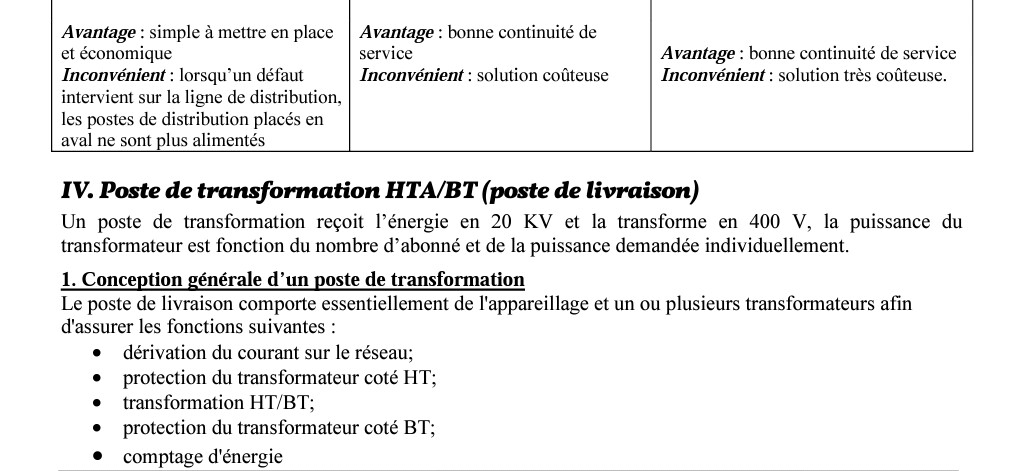 Avantage : simple à mettre en place
et économique
Inconvénient : lorsqu’un défaut
intervient sur la ligne de distribution,
les postes de distribution placés en
aval ne sont plus alimentés
Avantage : bonne continuité de
service
Inconvénient : solution coûteuse
Avantage : bonne continuité de service
Inconvénient : solution très coûteuse.
IV. Poste de transformation HTA/BT (poste de livraison)
Un poste de transformation reçoit l’énergie en 20 KV et la transforme en 400 V, la puissance du
transformateur est fonction du nombre d’abonné et de la puissance demandée individuellement.
1. Conception générale d’un poste de transformation
Le poste de livraison comporte essentiellement de l'appareillage et un ou plusieurs transformateurs afin
d'assurer les fonctions suivantes :
• dérivation du courant sur le réseau;
• protection du transformateur coté HT;
• transformation HT/BT;
• protection du transformateur coté BT;
• comptage d'énergie